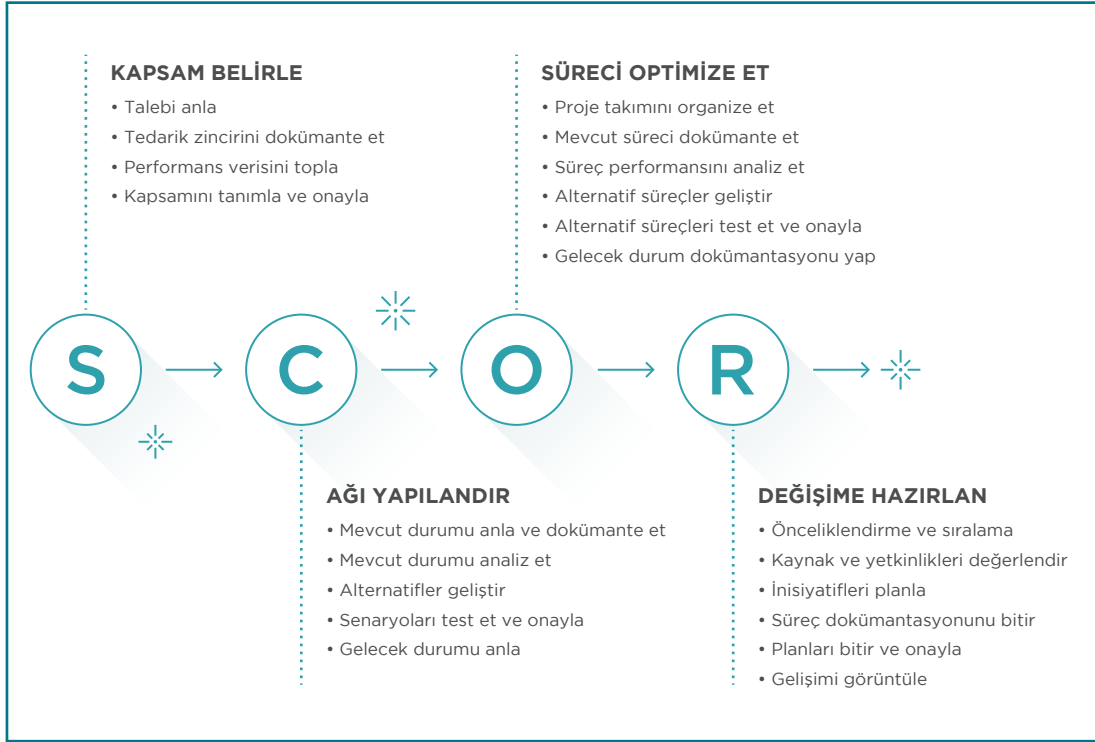 KAPSAM BELİRLE
• Talebi anla
• Tedarik zincirini dokümante et
• Performans verisini topla
• Kapsamını tanımla ve onayla
SÜRECİ OPTİMİZE ET
• Proje takımını organize et
• Mevcut süreci dokümante et
• Süreç performansını analiz et
• Alternatif süreçler geliştir
• Alternatif süreçleri test et ve onayla
• Gelecek durum dokümantasyonu yap
S
C
O
R
AĞI YAPILANDIR
• Mevcut durumu anla ve dokümante et
• Mevcut durumu analiz et
• Alternatifler geliştir
• Senaryoları test et ve onayla
• Gelecek durumu anla
DEĞİŞİME HAZIRLAN
• Önceliklendirme ve sıralama
• Kaynak ve yetkinlikleri değerlendir
• İnisiyatifleri planla
• Süreç dokümantasyonunu bitir
• Planları bitir ve onayla
• Gelişimi görüntüle